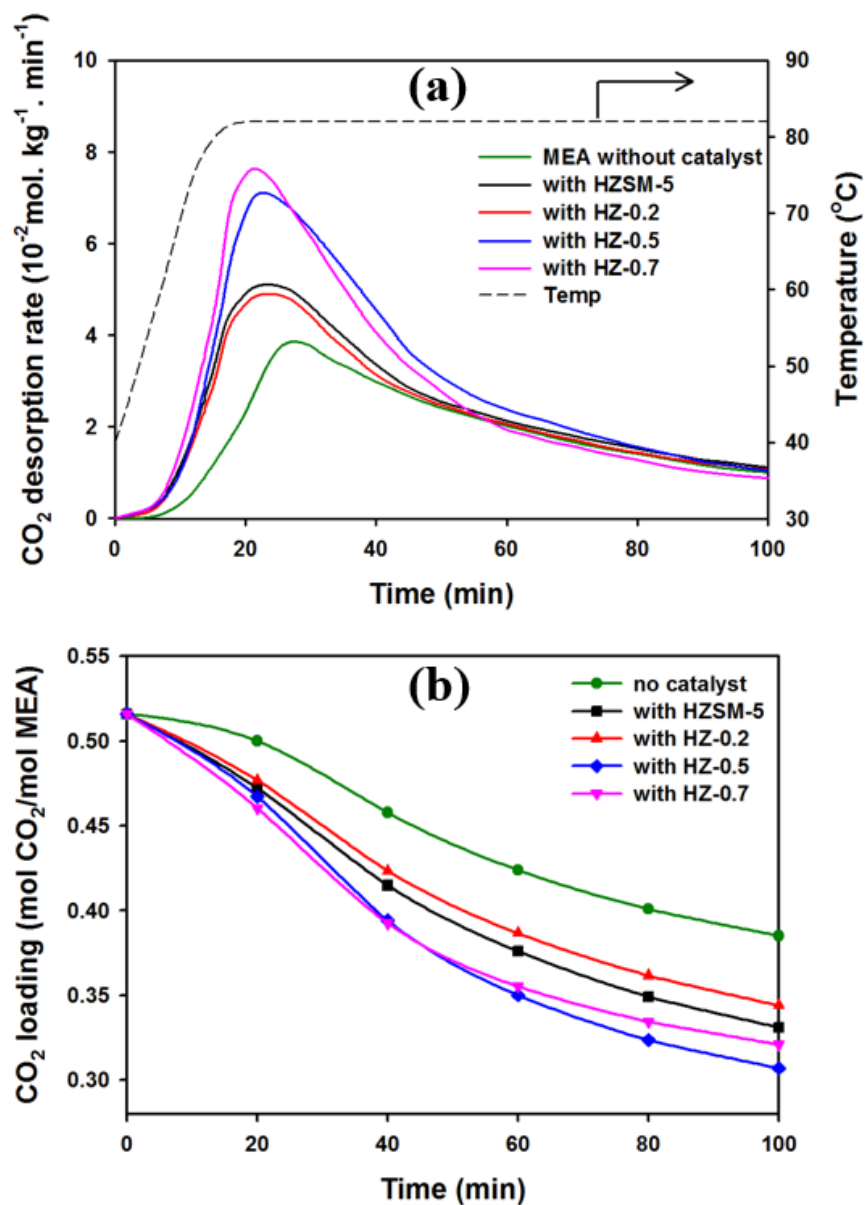 (a)
CO2 desorption rate (10-2mol. kg-1. min-1)
10
8
6
4
2
0
90
80
70
60
50
40
30
Temperature (oC)
MEA without catalyst
with HZSM-5
with HZ-0.2
with HZ-0.5
with HZ-0.7
Temp
0 20 40 60 80 100
Time (min)
(b)
CO2 loading (mol CO2/mol MEA)
0.55
0.50
0.45
0.40
0.35
0.30
no catalyst
with HZSM-5
with HZ-0.2
with HZ-0.5
with HZ-0.7
0 20 40 60 80 100
Time (min)